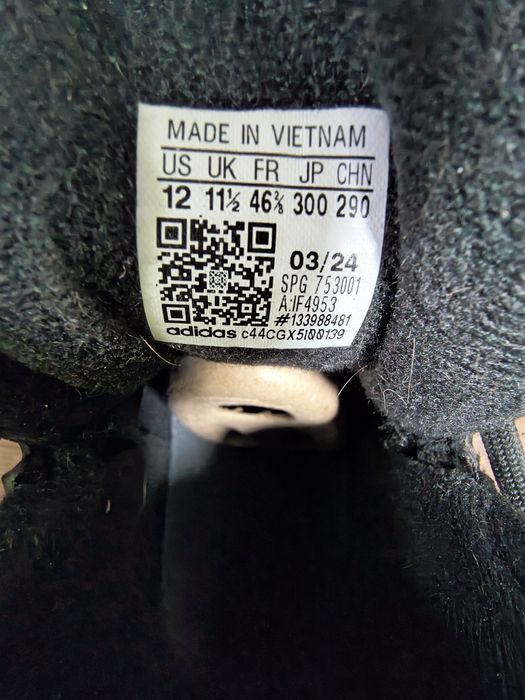 MADE IN VIETNAM
US UK FR JP CHN
12 11½ 46⅔ 300 290
03/24
SPG 753001
A:IF4953
#133988481
adidas c44CGX5I00139